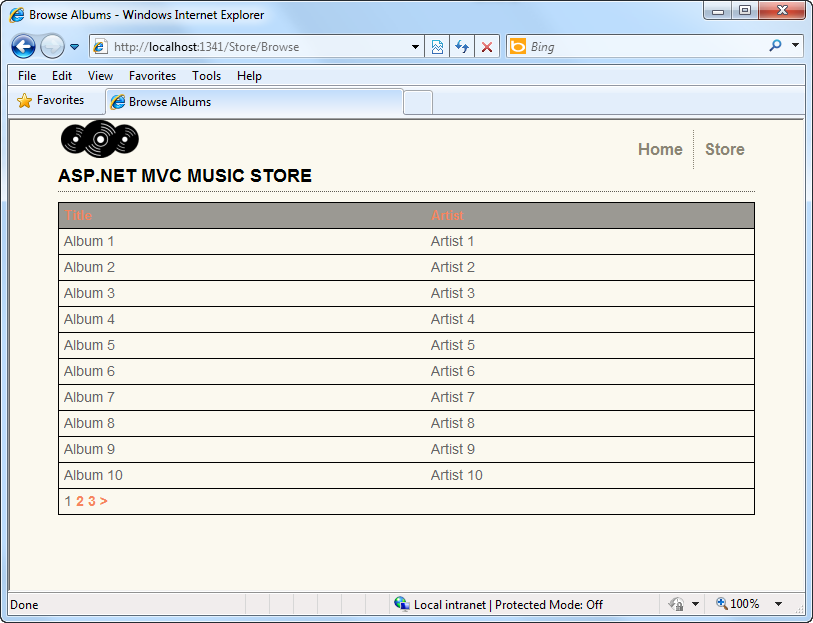 Browse Albums - Windows Internet Explorer
http://localhost:1341/Store/Browse
Bing
File Edit View Favorites Tools Help
Favorites
Browse Albums
Home Store
ASP.NET MVC MUSIC STORE
Title Artist
Album 1 Artist 1
Album 2 Artist 2
Album 3 Artist 3
Album 4 Artist 4
Album 5 Artist 5
Album 6 Artist 6
Album 7 Artist 7
Album 8 Artist 8
Album 9 Artist 9
Album 10 Artist 10
1 2 3 >
Done Local intranet | Protected Mode: Off 100%